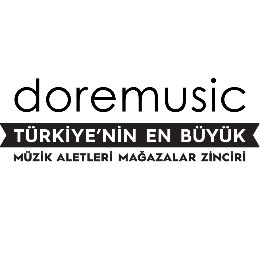 doremusic
TÜRKİYE'NİN EN BÜYÜK
MÜZİK ALETLERİ MAĞAZALAR ZİNCİRİ